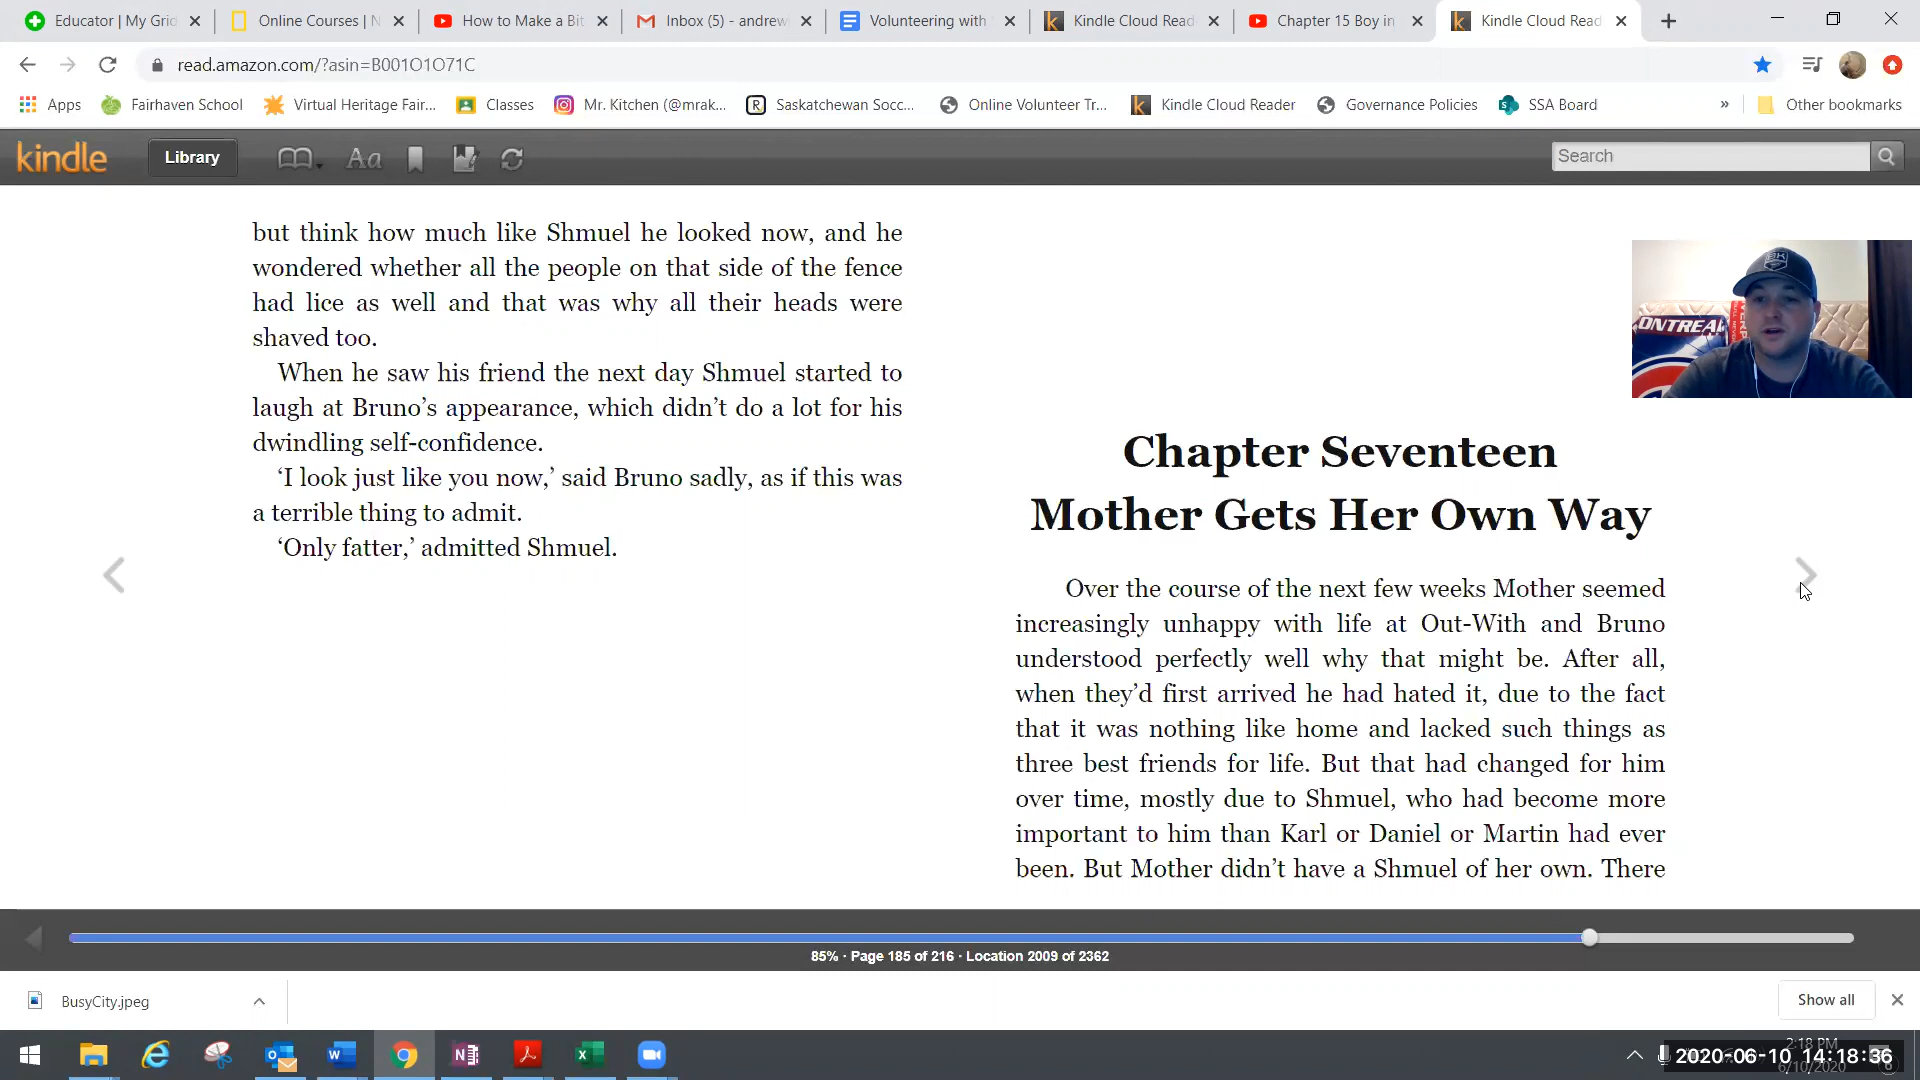 Educator | My Grid
Online Courses | N
How to Make a Bit
Inbox (5) - andrew
Volunteering with
Kindle Cloud Read
Chapter 15 Boy in
Kindle Cloud Read
read.amazon.com/?asin=B001O1O71C
Apps
Fairhaven School
Virtual Heritage Fair...
Classes
Mr. Kitchen (@mrak...
Saskatchewan Socc...
Online Volunteer Tr...
Kindle Cloud Reader
Governance Policies
SSA Board
»
Other bookmarks
kindle
Library
Aa
Search
but think how much like Shmuel he looked now, and he
wondered whether all the people on that side of the fence
had lice as well and that was why all their heads were
shaved too.
When he saw his friend the next day Shmuel started to
laugh at Bruno’s appearance, which didn’t do a lot for his
dwindling self-confidence.
‘I look just like you now,’ said Bruno sadly, as if this was
a terrible thing to admit.
‘Only fatter,’ admitted Shmuel.
ONTREAL
Chapter Seventeen
Mother Gets Her Own Way
Over the course of the next few weeks Mother seemed
increasingly unhappy with life at Out-With and Bruno
understood perfectly well why that might be. After all,
when they’d first arrived he had hated it, due to the fact
that it was nothing like home and lacked such things as
three best friends for life. But that had changed for him
over time, mostly due to Shmuel, who had become more
important to him than Karl or Daniel or Martin had ever
been. But Mother didn’t have a Shmuel of her own. There
85% · Page 185 of 216 · Location 2009 of 2362
BusyCity.jpeg
Show all
2:18 PM
2020-06-10 14:18:36
6/10/2020